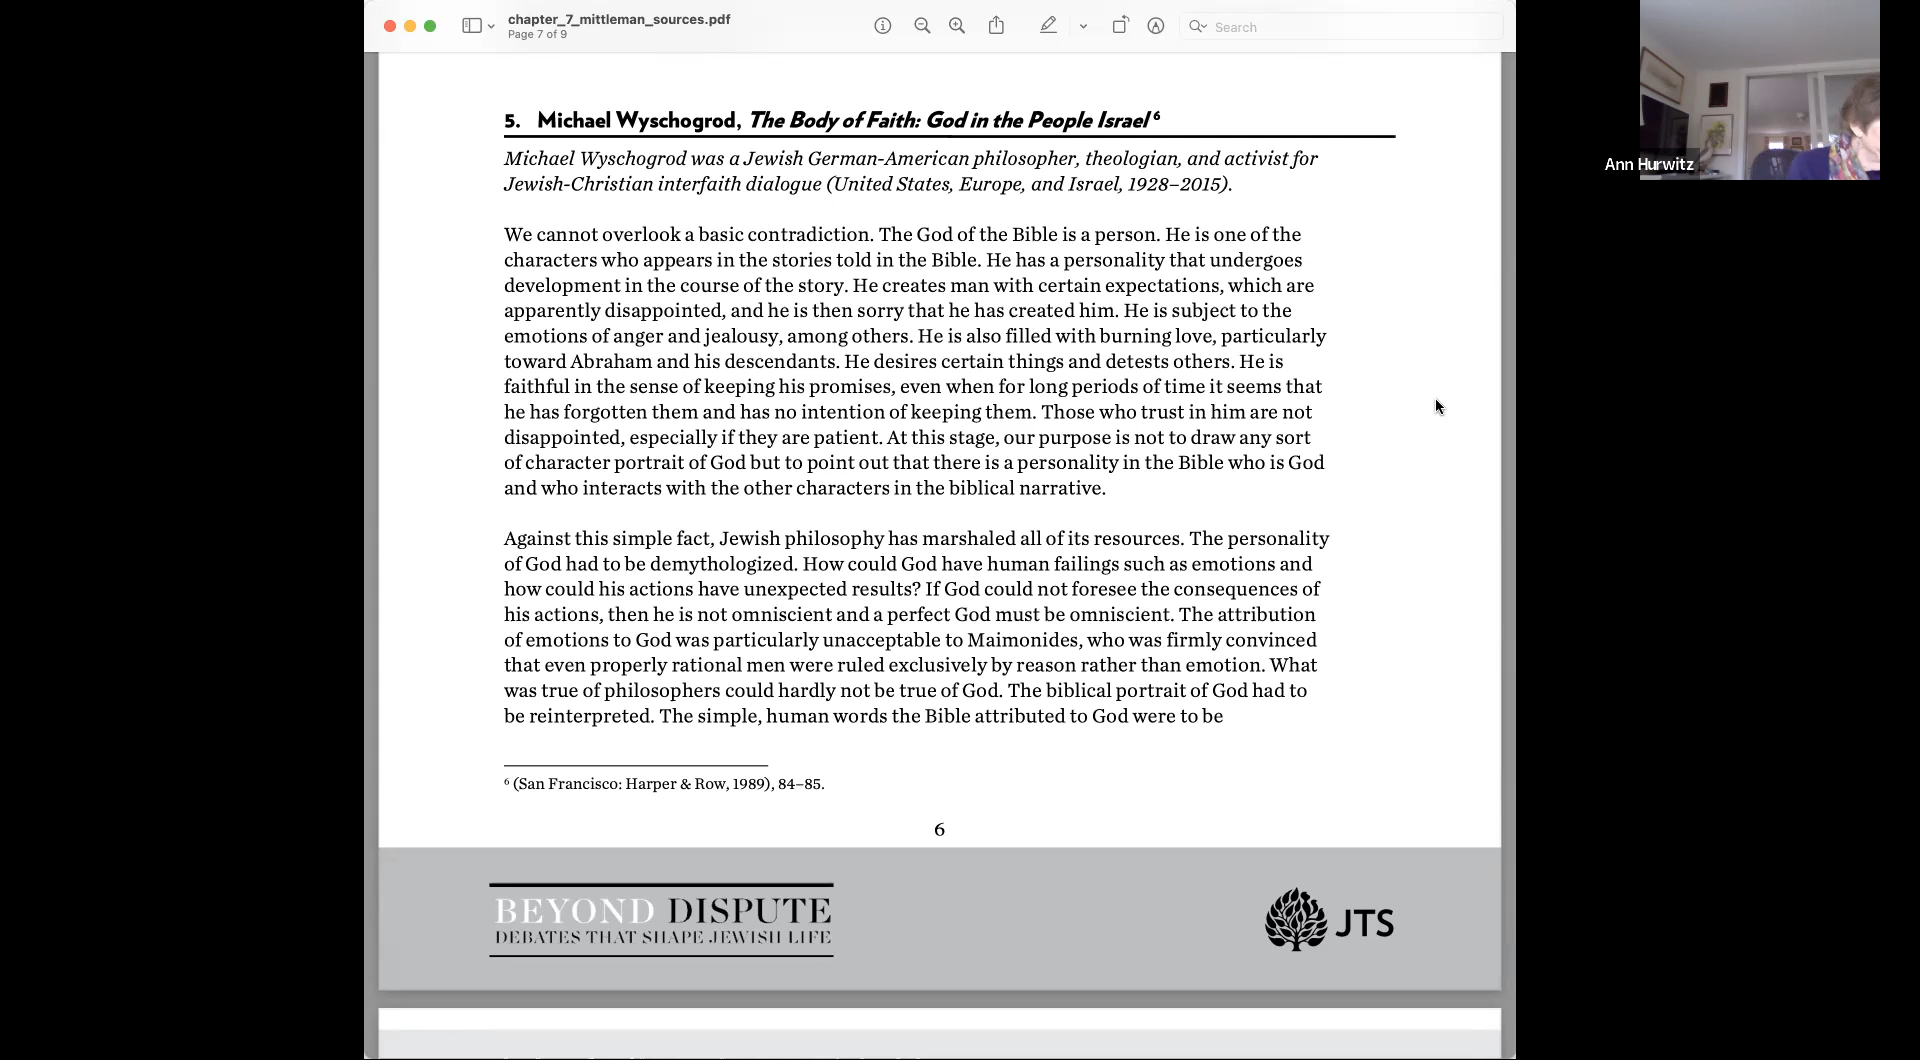 chapter_7_mittleman_sources.pdf
Page 7 of 9
Search
Ann Hurwitz
5. Michael Wyschogrod, The Body of Faith: God in the People Israel ⁶
Michael Wyschogrod was a Jewish German-American philosopher, theologian, and activist for
Jewish-Christian interfaith dialogue (United States, Europe, and Israel, 1928–2015).
We cannot overlook a basic contradiction. The God of the Bible is a person. He is one of the
characters who appears in the stories told in the Bible. He has a personality that undergoes
development in the course of the story. He creates man with certain expectations, which are
apparently disappointed, and he is then sorry that he has created him. He is subject to the
emotions of anger and jealousy, among others. He is also filled with burning love, particularly
toward Abraham and his descendants. He desires certain things and detests others. He is
faithful in the sense of keeping his promises, even when for long periods of time it seems that
he has forgotten them and has no intention of keeping them. Those who trust in him are not
disappointed, especially if they are patient. At this stage, our purpose is not to draw any sort
of character portrait of God but to point out that there is a personality in the Bible who is God
and who interacts with the other characters in the biblical narrative.
Against this simple fact, Jewish philosophy has marshaled all of its resources. The personality
of God had to be demythologized. How could God have human failings such as emotions and
how could his actions have unexpected results? If God could not foresee the consequences of
his actions, then he is not omniscient and a perfect God must be omniscient. The attribution
of emotions to God was particularly unacceptable to Maimonides, who was firmly convinced
that even properly rational men were ruled exclusively by reason rather than emotion. What
was true of philosophers could hardly not be true of God. The biblical portrait of God had to
be reinterpreted. The simple, human words the Bible attributed to God were to be
⁶ (San Francisco: Harper & Row, 1989), 84–85.
6
BEYOND DISPUTE
DEBATES THAT SHAPE JEWISH LIFE
JTS